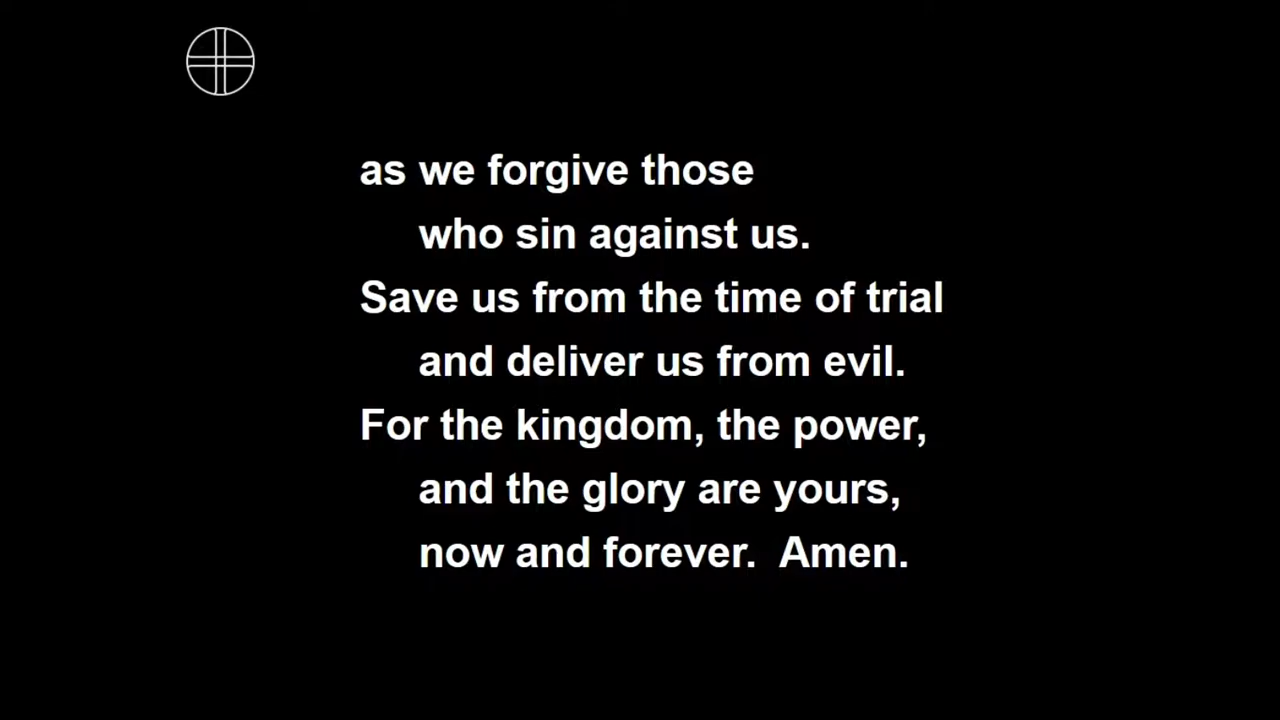 as we forgive those
who sin against us.
Save us from the time of trial
and deliver us from evil.
For the kingdom, the power,
and the glory are yours,
now and forever.  Amen.